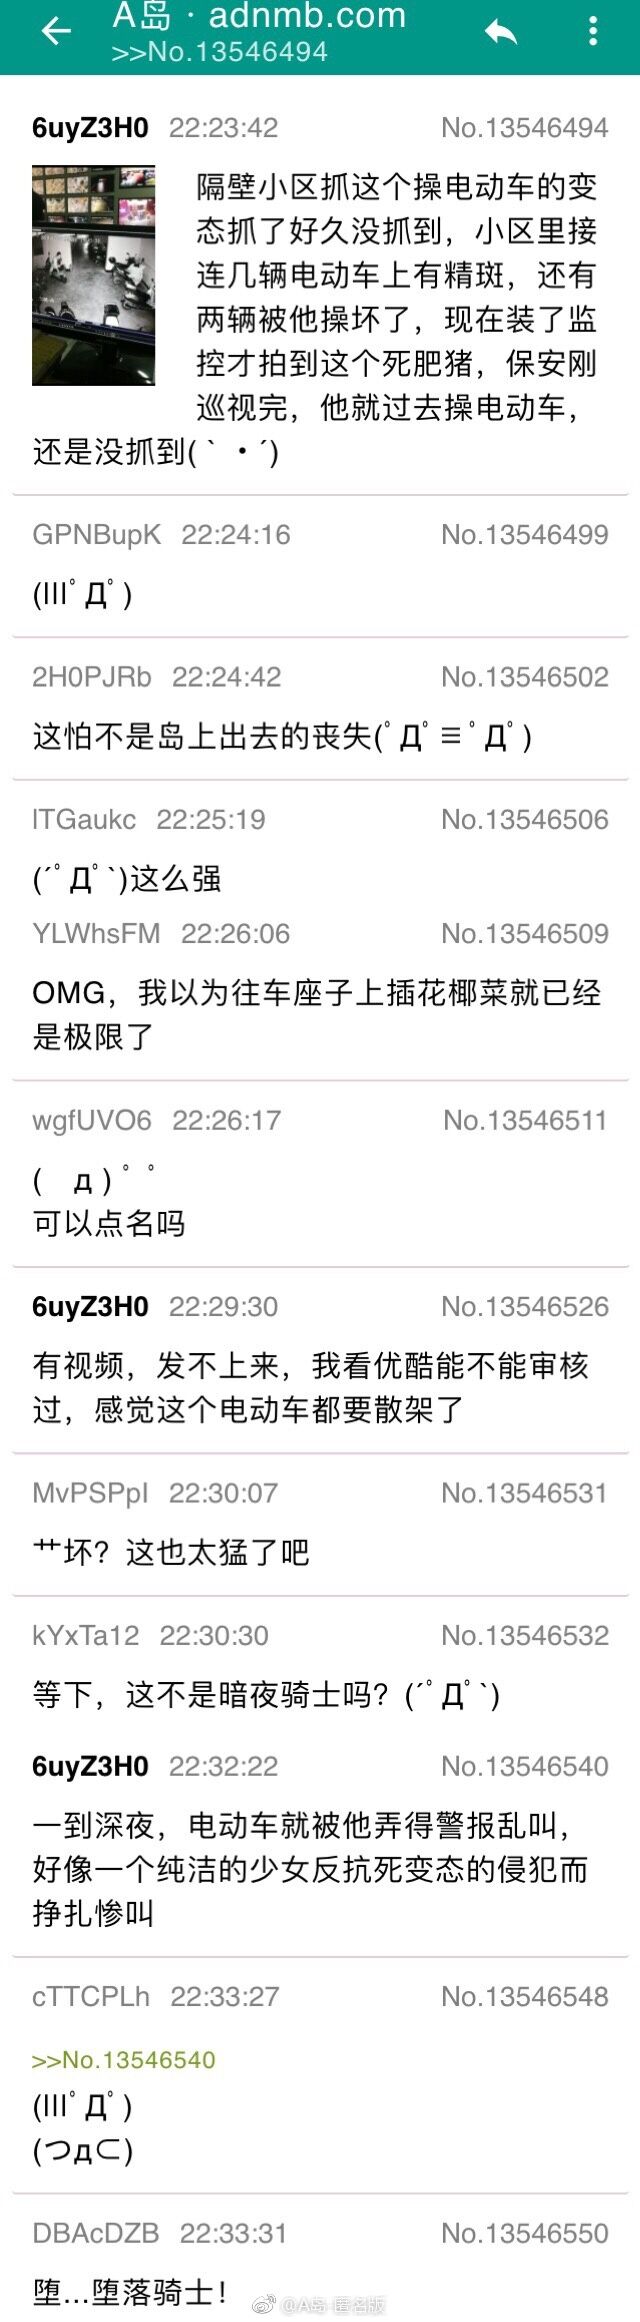 A岛 · adnmb.com
>>No.13546494
6uyZ3H0 22:23:42 No.13546494
隔壁小区抓这个操电动车的变
态抓了好久没抓到，小区里接
连几辆电动车上有精斑，还有
两辆被他操坏了，现在装了监
控才拍到这个死肥猪，保安刚
巡视完，他就过去操电动车，
还是没抓到(｀・´)
GPNBupK 22:24:16 No.13546499
(|||ﾟДﾟ)
2H0PJRb 22:24:42 No.13546502
这怕不是岛上出去的丧失(ﾟДﾟ≡ﾟДﾟ)
lTGaukc 22:25:19 No.13546506
(´ﾟДﾟ`)这么强
YLWhsFM 22:26:06 No.13546509
OMG，我以为往车座子上插花椰菜就已经
是极限了
wgfUVO6 22:26:17 No.13546511
(　д) ﾟ ﾟ
可以点名吗
6uyZ3H0 22:29:30 No.13546526
有视频，发不上来，我看优酷能不能审核
过，感觉这个电动车都要散架了
MvPSPpI 22:30:07 No.13546531
艹坏？这也太猛了吧
kYxTa12 22:30:30 No.13546532
等下，这不是暗夜骑士吗？(´ﾟДﾟ`)
6uyZ3H0 22:32:22 No.13546540
一到深夜，电动车就被他弄得警报乱叫，
好像一个纯洁的少女反抗死变态的侵犯而
挣扎惨叫
cTTCPLh 22:33:27 No.13546548
>>No.13546540
(|||ﾟДﾟ)
(つд⊂)
DBAcDZB 22:33:31 No.13546550
堕...堕落骑士！
@A岛-匿名版